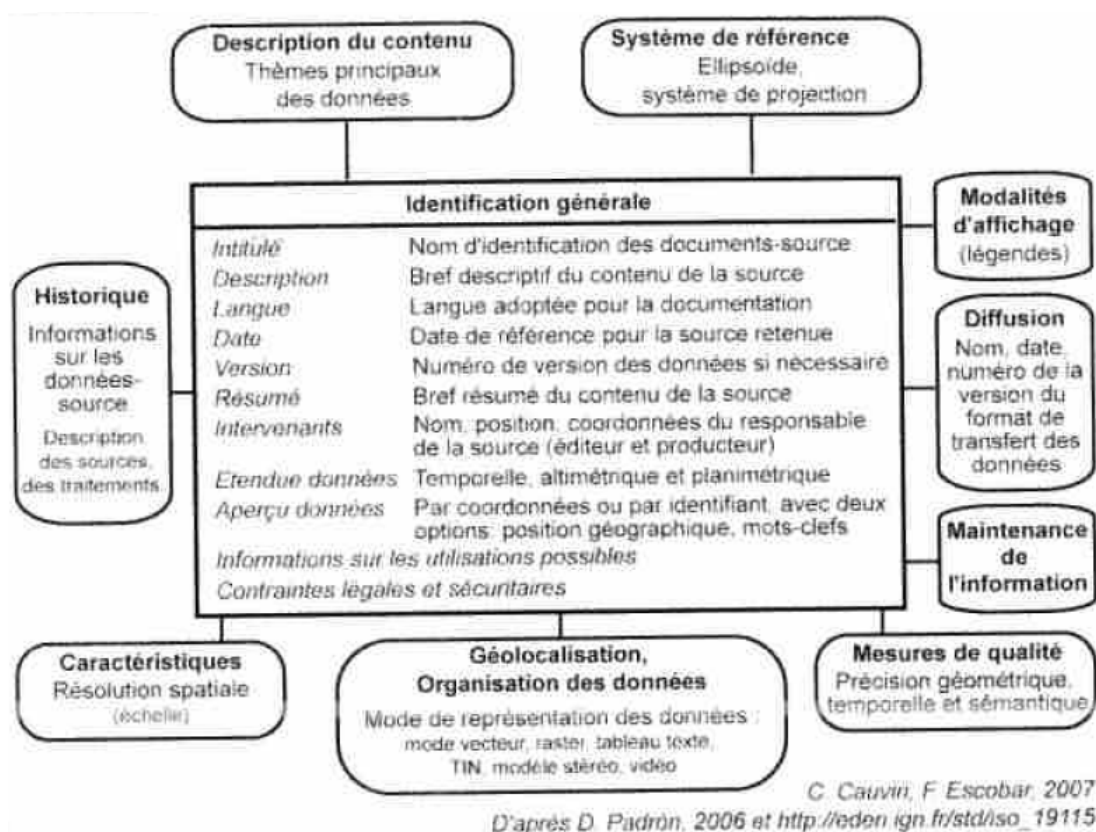 Description du contenu
Thèmes principaux
des données
Système de référence
Ellipsoïde,
système de projection
Identification générale
Intitulé Nom d'identification des documents-source
Description Bref descriptif du contenu de la source
Langue Langue adoptée pour la documentation
Date Date de référence pour la source retenue
Version Numéro de version des données si nécessaire
Résumé Bref résumé du contenu de la source
Intervenants Nom, position, coordonnées du responsable
de la source (éditeur et producteur)
Etendue données Temporelle, altimétrique et planimétrique
Aperçu données Par coordonnées ou par identifiant, avec deux
options: position géographique, mots-clefs
Informations sur les utilisations possibles
Contraintes légales et sécuritaires
Historique
Informations
sur les
données-
source
Description
des sources,
des traitements
Modalités
d'affichage
(légendes)
Diffusion
Nom, date,
numéro de la
version du
format de
transfert des
données
Maintenance
de
l'information
Caractéristiques
Résolution spatiale
(échelle)
Géolocalisation,
Organisation des données
Mode de représentation des données :
mode vecteur, raster, tableau texte,
TIN, modèle stéréo, vidéo
Mesures de qualité
Précision géométrique,
temporelle et sémantique
C. Cauvin, F. Escobar, 2007
D'après D. Padrón, 2006 et http://eden.ign.fr/std/iso_19115